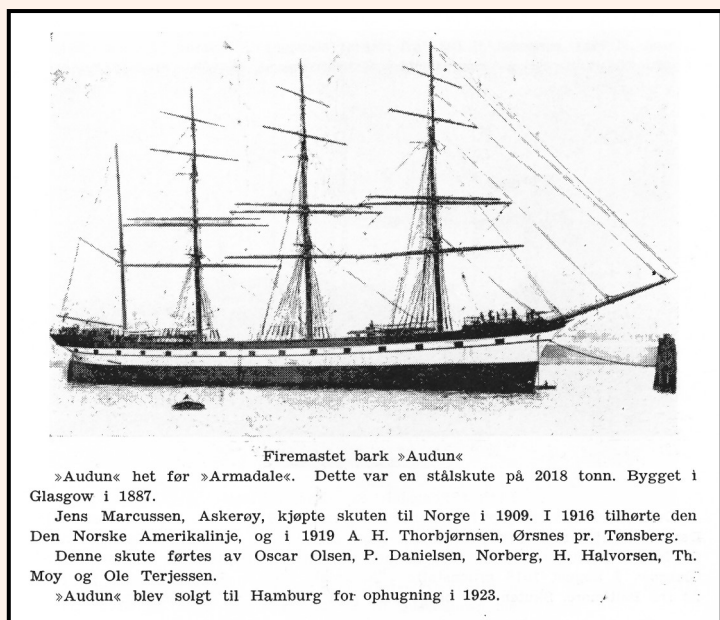 Firemastet bark »Audun«
»Audun« het før »Armadale«. Dette var en stålskute på 2018 tonn. Bygget i
Glasgow i 1887.
Jens Marcussen, Askerøy, kjøpte skuten til Norge i 1909. I 1916 tilhørte den
Den Norske Amerikalinje, og i 1919 A H. Thorbjørnsen, Ørsnes pr. Tønsberg.
Denne skute førtes av Oscar Olsen, P. Danielsen, Norberg, H. Halvorsen, Th.
Moy og Ole Terjessen.
»Audun« blev solgt til Hamburg for ophugning i 1923.